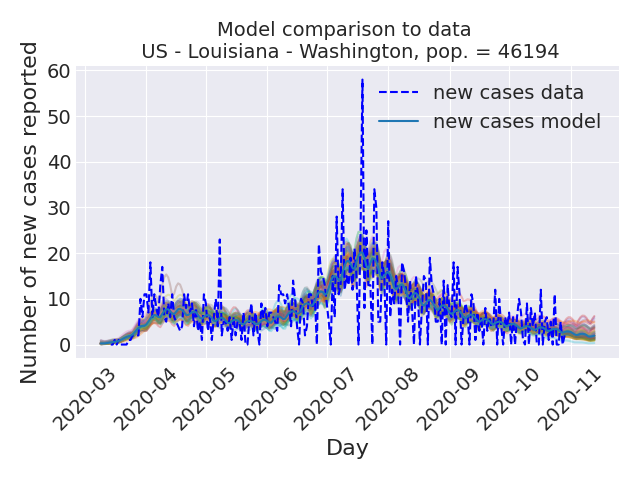 Model comparison to data
US - Louisiana - Washington, pop. = 46194
Number of new cases reported
60
50
40
30
20
10
0
new cases data
new cases model
2020-03
2020-04
2020-05
2020-06
2020-07
2020-08
2020-09
2020-10
2020-11
Day